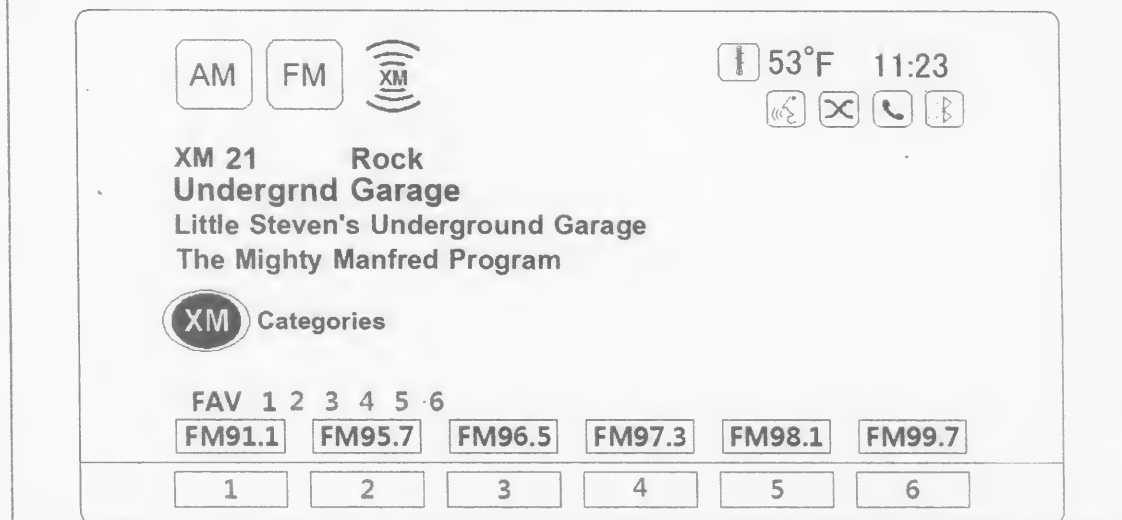 AM FM XM 53°F 11:23
XM 21 Rock
Undergrnd Garage
Little Steven's Underground Garage
The Mighty Manfred Program
XM Categories
FAV 1 2 3 4 5 6
FM91.1 FM95.7 FM96.5 FM97.3 FM98.1 FM99.7
1 2 3 4 5 6